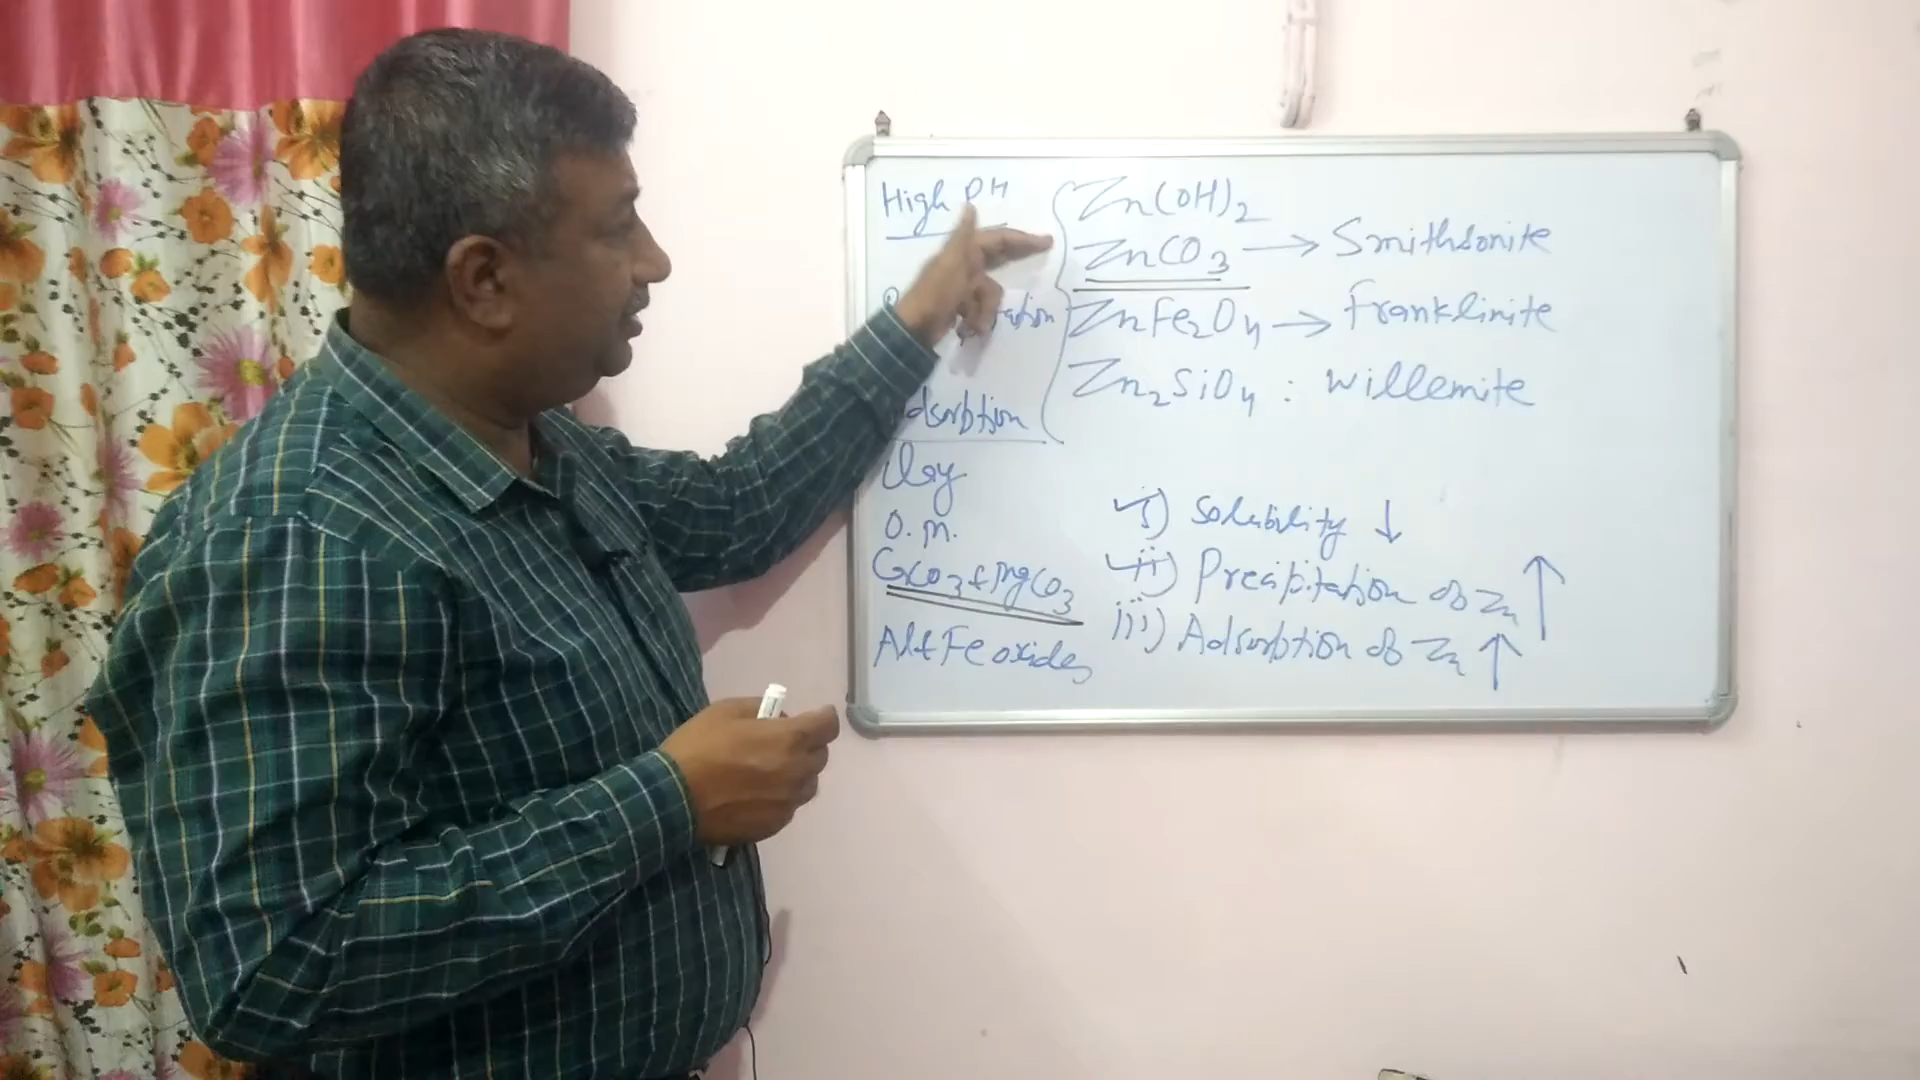 High PH
Zn(OH)2
ZnCO3 → Smithsonite
ZnFe2O4 → Franklinite
Zn2SiO4 : Willemite
Clay
O.M.
CaCO3 + MgCO3
Al + Fe oxides
i) Solubility ↓
ii) Precipitation of Zn ↑
iii) Adsorbtion of Zn ↑